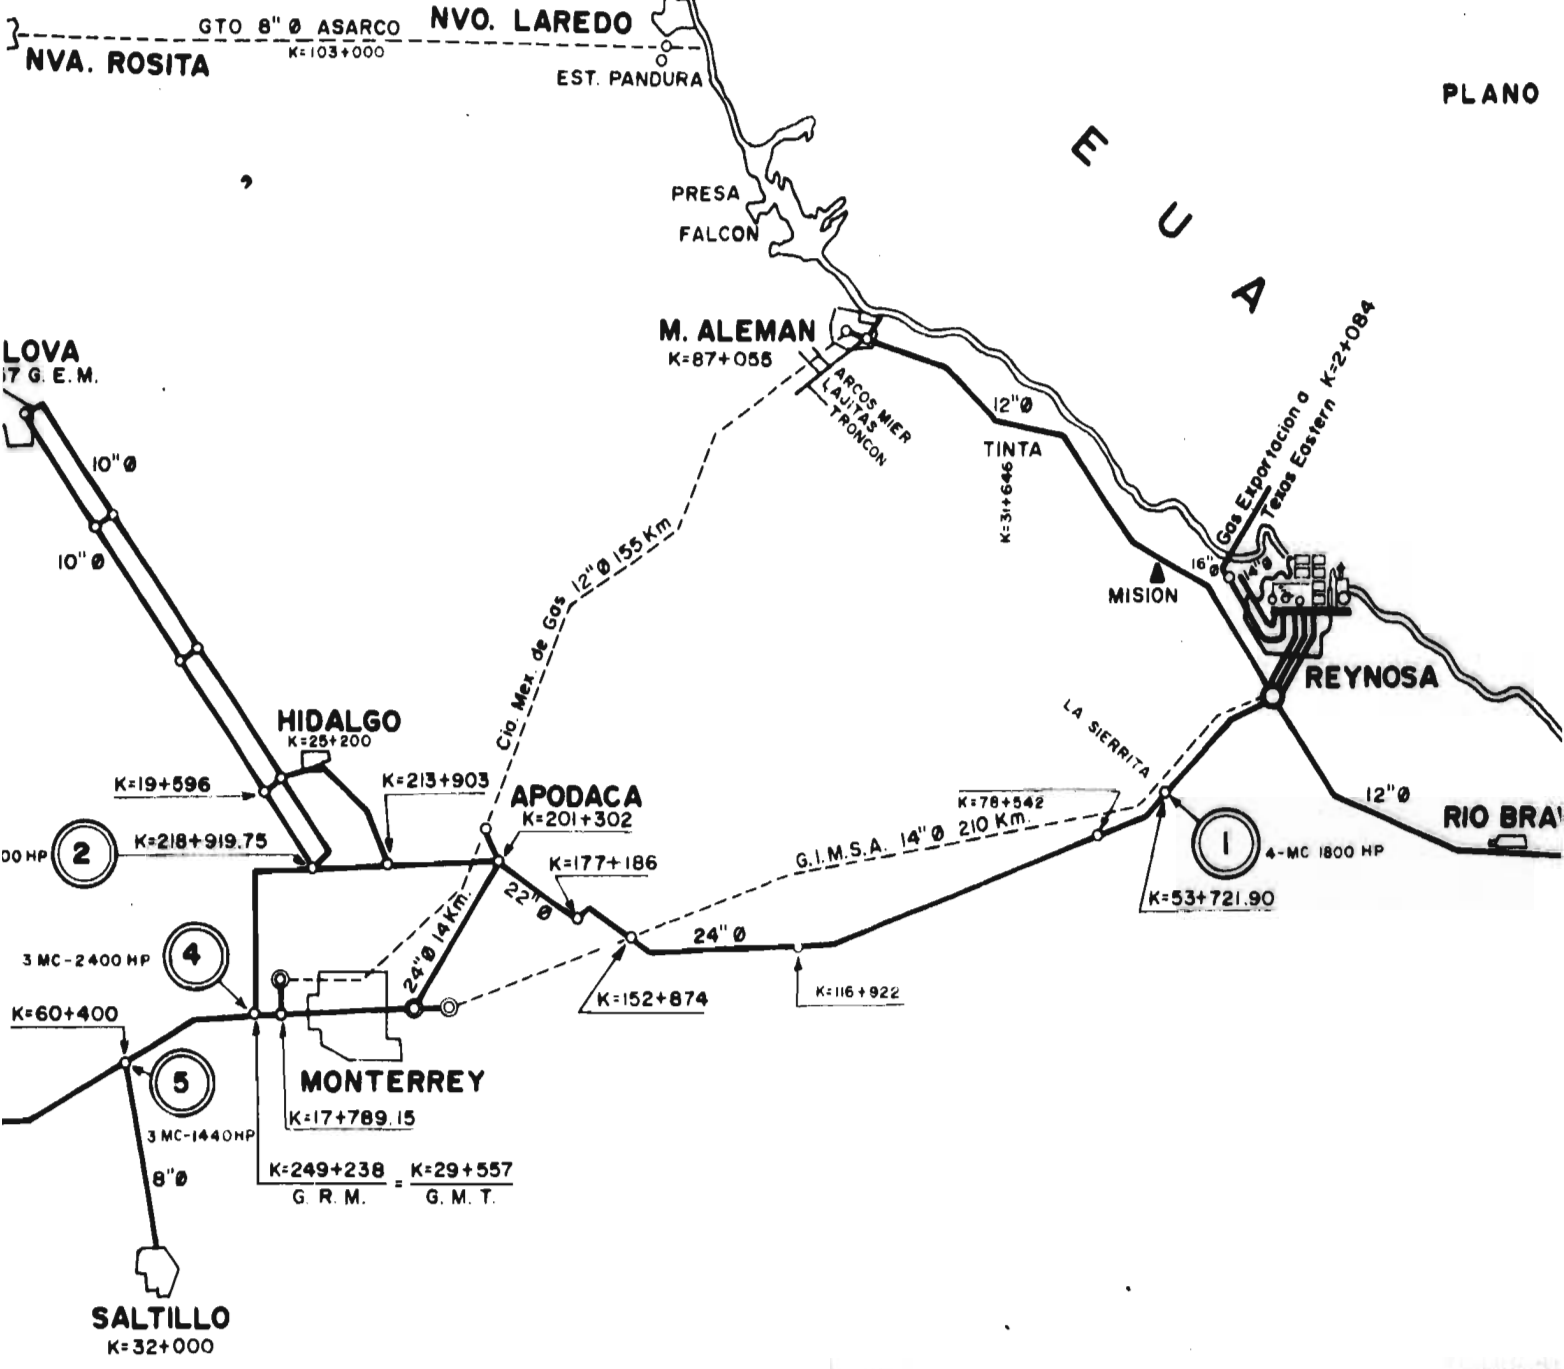 GTO 8" Ø ASARCO
K=103+000
NVO. LAREDO
NVA. ROSITA
EST. PANDURA
PLANO
E U A
PRESA
FALCON
M. ALEMAN
K=87+055
ARCOS MIER
LAJITAS
TRONCON
12"Ø
TINTA
K=31+646
Gas Exportacion a
Texas Eastern K=2+084
LOVA
17 G. E. M.
10"Ø
10"Ø
Cia. Mex. de Gas 12"Ø 155 Km
16"Ø
14"Ø
MISION
REYNOSA
LA SIERRITA
HIDALGO
K=25+200
K=19+596
K=213+903
APODACA
K=201+302
K=78+542
12"Ø
RIO BRAV
00 HP
2
K=218+919.75
K=177+186
G.I.M.S.A. 14"Ø 210 Km.
1
4-MC 1800 HP
22"Ø
K=53+721.90
24"Ø 14 Km.
24"Ø
3 MC-2400 HP
4
K=152+874
K=116+922
K=60+400
5
MONTERREY
3 MC-1440 HP
K=17+789.15
8"Ø
K=249+238 = K=29+557
G. R. M. G. M. T.
SALTILLO
K=32+000